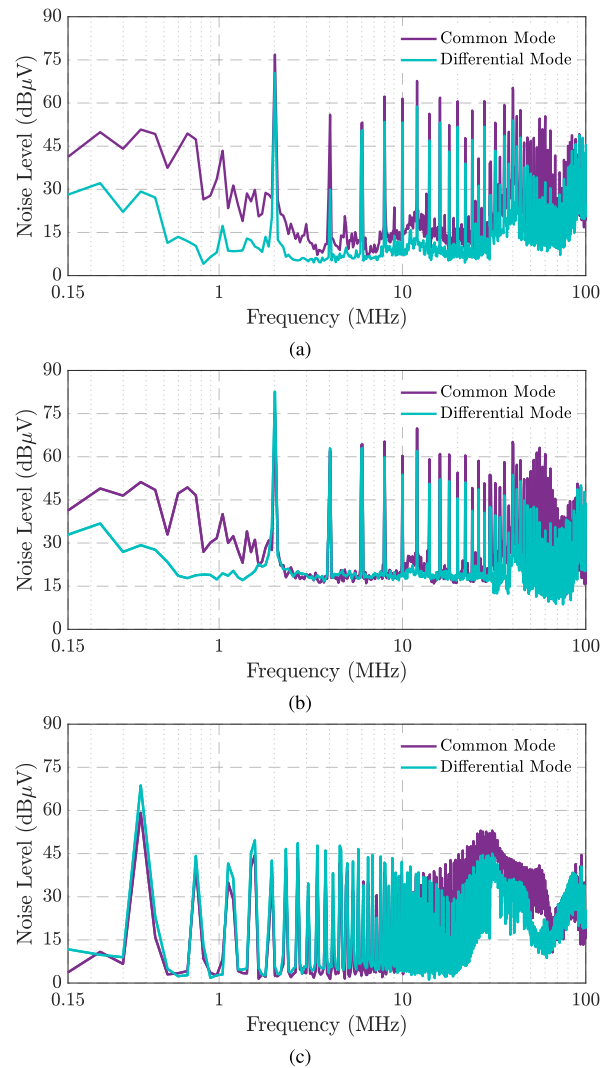 90
75
60
45
30
15
0
0.15
1
10
100
Noise Level (dBμV)
Frequency (MHz)
Common Mode
Differential Mode
(a)
90
75
60
45
30
15
0
0.15
1
10
100
Noise Level (dBμV)
Frequency (MHz)
Common Mode
Differential Mode
(b)
90
75
60
45
30
15
0
0.15
1
10
100
Noise Level (dBμV)
Frequency (MHz)
Common Mode
Differential Mode
(c)